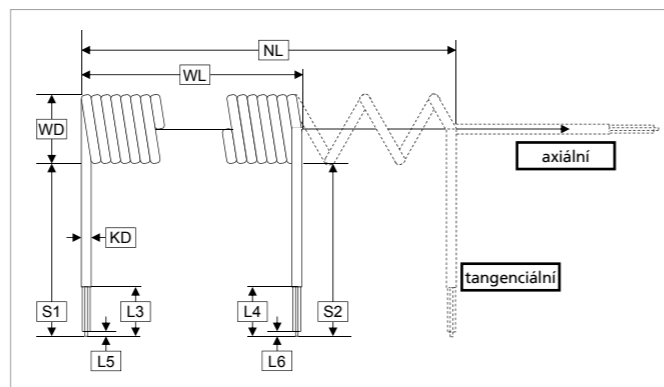 NL
WL
WD
axiální
KD
tangenciální
S1
L3
L4
S2
L5
L6